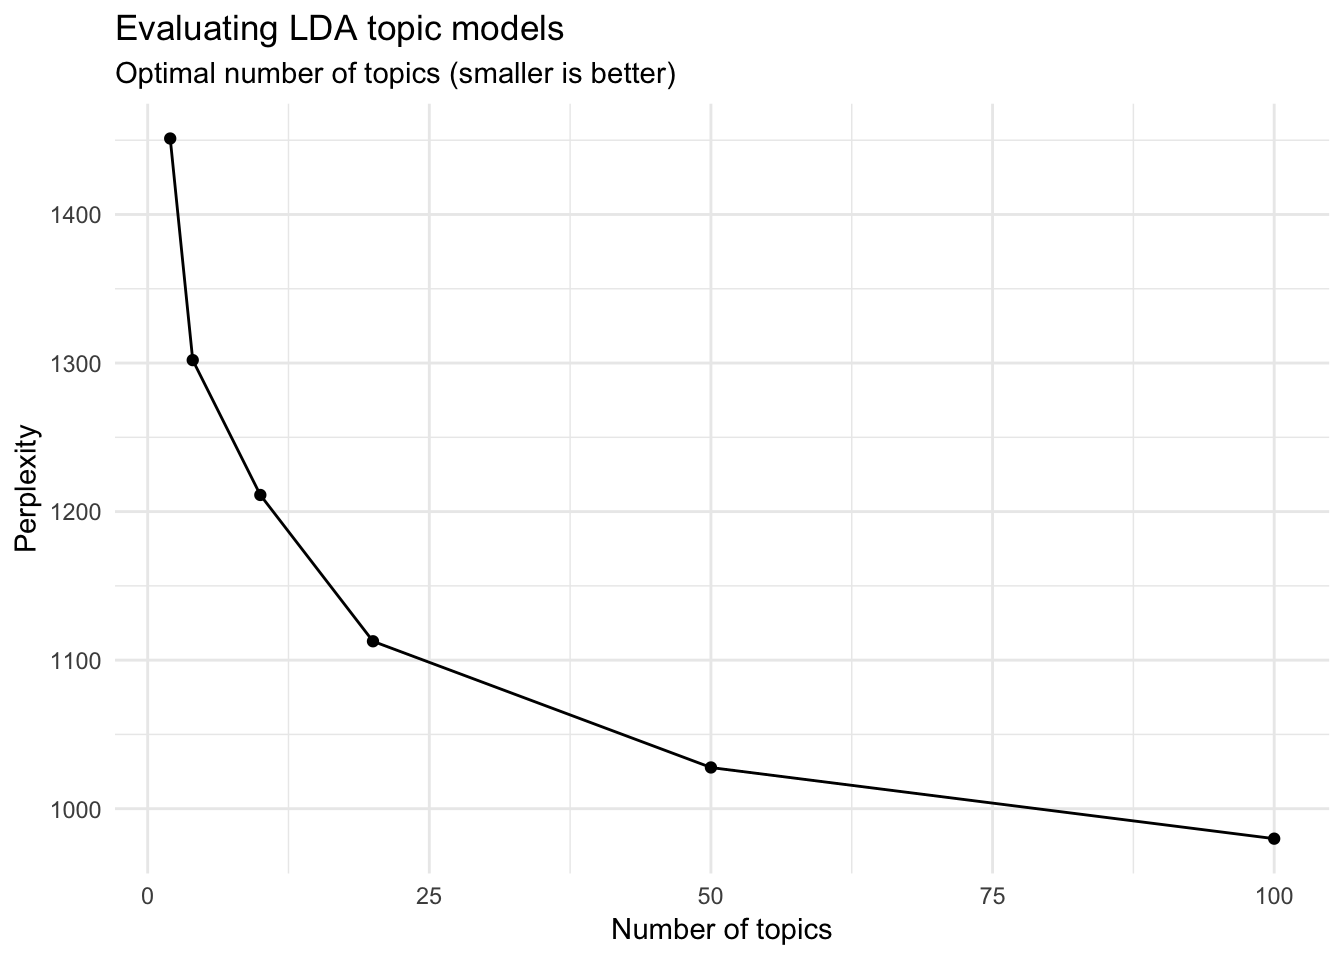 Evaluating LDA topic models
Optimal number of topics (smaller is better)
Perplexity
1400
1300
1200
1100
1000
0 25 50 75 100
Number of topics